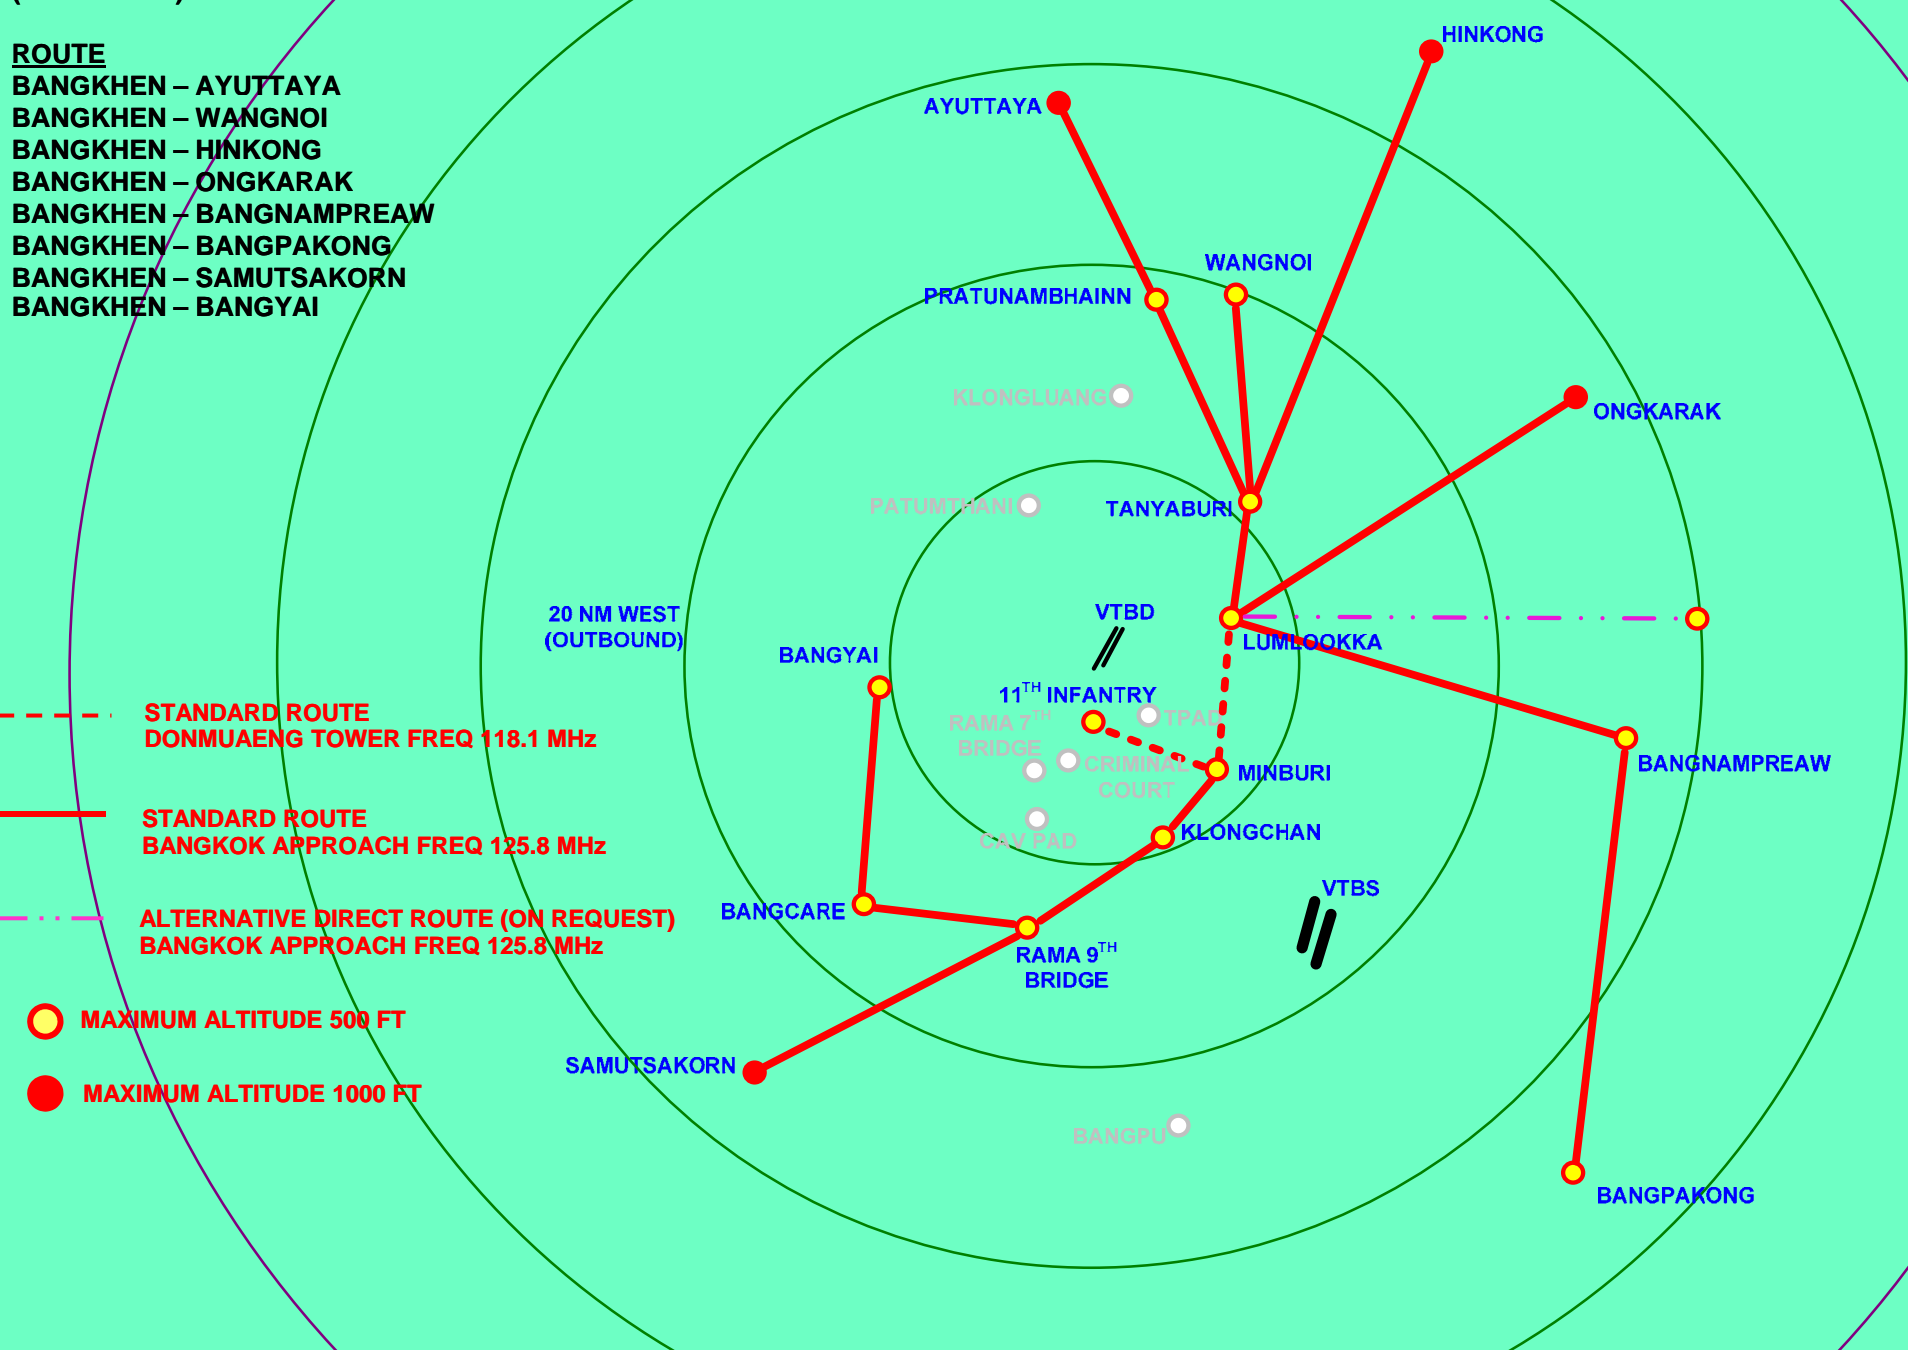 ROUTE
BANGKHEN – AYUTTAYA
BANGKHEN – WANGNOI
BANGKHEN – HINKONG
BANGKHEN – ONGKARAK
BANGKHEN – BANGNAMPREAW
BANGKHEN – BANGPAKONG
BANGKHEN – SAMUTSAKORN
BANGKHEN – BANGYAI
HINKONG
AYUTTAYA
WANGNOI
PRATUNAMBHAINN
KLONGLUANG
ONGKARAK
PATUMTHANI
TANYABURI
20 NM WEST
(OUTBOUND)
VTBD
LUMLOOKKA
BANGYAI
11TH INFANTRY
RAMA 7TH
BRIDGE
TPAD
CRIMINAL
COURT
MINBURI
BANGNAMPREAW
CAV PAD
KLONGCHAN
VTBS
BANGCARE
RAMA 9TH
BRIDGE
SAMUTSAKORN
BANGPU
BANGPAKONG
STANDARD ROUTE
DONMUAENG TOWER FREQ 118.1 MHz
STANDARD ROUTE
BANGKOK APPROACH FREQ 125.8 MHz
ALTERNATIVE DIRECT ROUTE (ON REQUEST)
BANGKOK APPROACH FREQ 125.8 MHz
MAXIMUM ALTITUDE 500 FT
MAXIMUM ALTITUDE 1000 FT